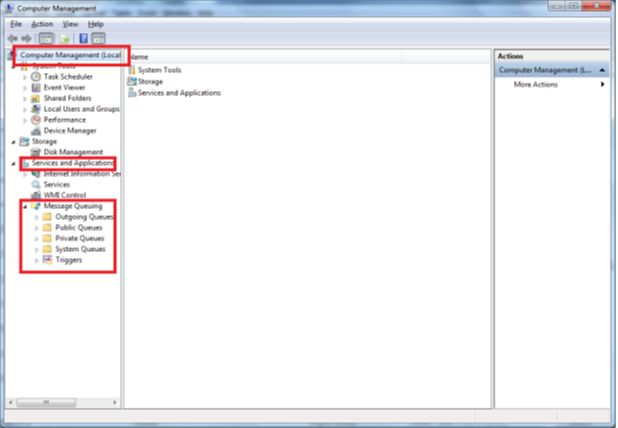 Computer Management
File Action View Help
Computer Management (Local
System Tools
Task Scheduler
Event Viewer
Shared Folders
Local Users and Groups
Performance
Device Manager
Storage
Disk Management
Services and Applications
Internet Information Ser
Services
WMI Control
Message Queuing
Outgoing Queues
Public Queues
Private Queues
System Queues
Triggers
Name
System Tools
Storage
Services and Applications
Actions
Computer Management (L...
More Actions